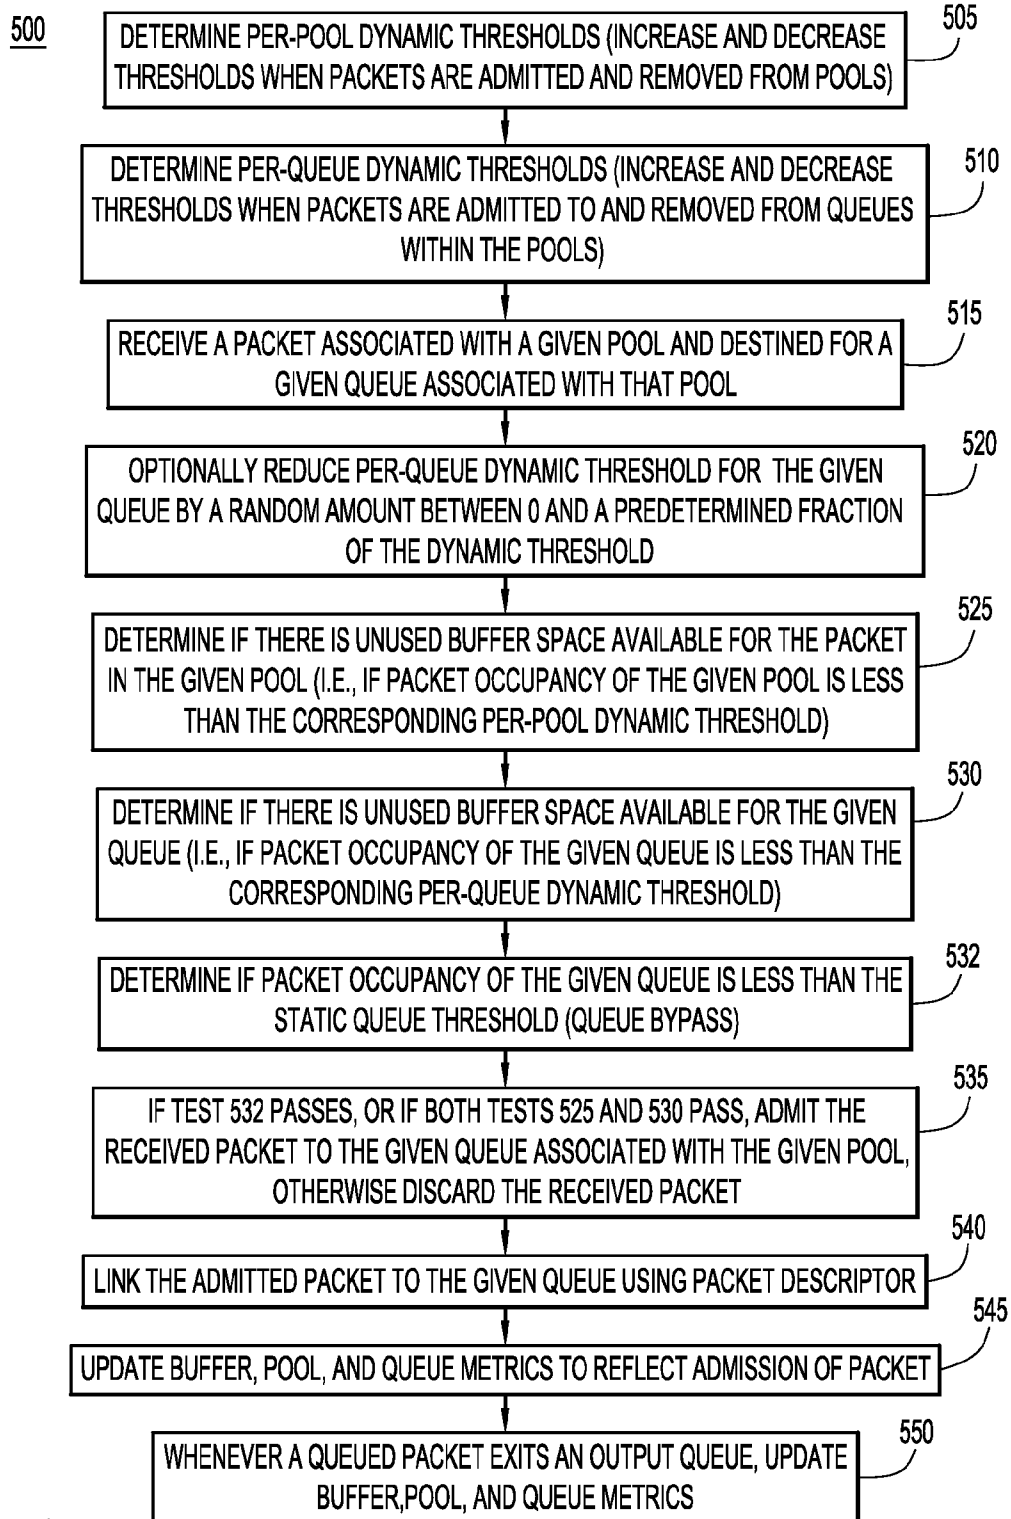 500
505
DETERMINE PER-POOL DYNAMIC THRESHOLDS (INCREASE AND DECREASE
THRESHOLDS WHEN PACKETS ARE ADMITTED AND REMOVED FROM POOLS)
510
DETERMINE PER-QUEUE DYNAMIC THRESHOLDS (INCREASE AND DECREASE
THRESHOLDS WHEN PACKETS ARE ADMITTED TO AND REMOVED FROM QUEUES
WITHIN THE POOLS)
515
RECEIVE A PACKET ASSOCIATED WITH A GIVEN POOL AND DESTINED FOR A
GIVEN QUEUE ASSOCIATED WITH THAT POOL
520
OPTIONALLY REDUCE PER-QUEUE DYNAMIC THRESHOLD FOR THE GIVEN
QUEUE BY A RANDOM AMOUNT BETWEEN 0 AND A PREDETERMINED FRACTION
OF THE DYNAMIC THRESHOLD
525
DETERMINE IF THERE IS UNUSED BUFFER SPACE AVAILABLE FOR THE PACKET
IN THE GIVEN POOL (I.E., IF PACKET OCCUPANCY OF THE GIVEN POOL IS LESS
THAN THE CORRESPONDING PER-POOL DYNAMIC THRESHOLD)
530
DETERMINE IF THERE IS UNUSED BUFFER SPACE AVAILABLE FOR THE GIVEN
QUEUE (I.E., IF PACKET OCCUPANCY OF THE GIVEN QUEUE IS LESS THAN THE
CORRESPONDING PER-QUEUE DYNAMIC THRESHOLD)
532
DETERMINE IF PACKET OCCUPANCY OF THE GIVEN QUEUE IS LESS THAN THE
STATIC QUEUE THRESHOLD (QUEUE BYPASS)
535
IF TEST 532 PASSES, OR IF BOTH TESTS 525 AND 530 PASS, ADMIT THE
RECEIVED PACKET TO THE GIVEN QUEUE ASSOCIATED WITH THE GIVEN POOL,
OTHERWISE DISCARD THE RECEIVED PACKET
540
LINK THE ADMITTED PACKET TO THE GIVEN QUEUE USING PACKET DESCRIPTOR
545
UPDATE BUFFER, POOL, AND QUEUE METRICS TO REFLECT ADMISSION OF PACKET
550
WHENEVER A QUEUED PACKET EXITS AN OUTPUT QUEUE, UPDATE
BUFFER,POOL, AND QUEUE METRICS